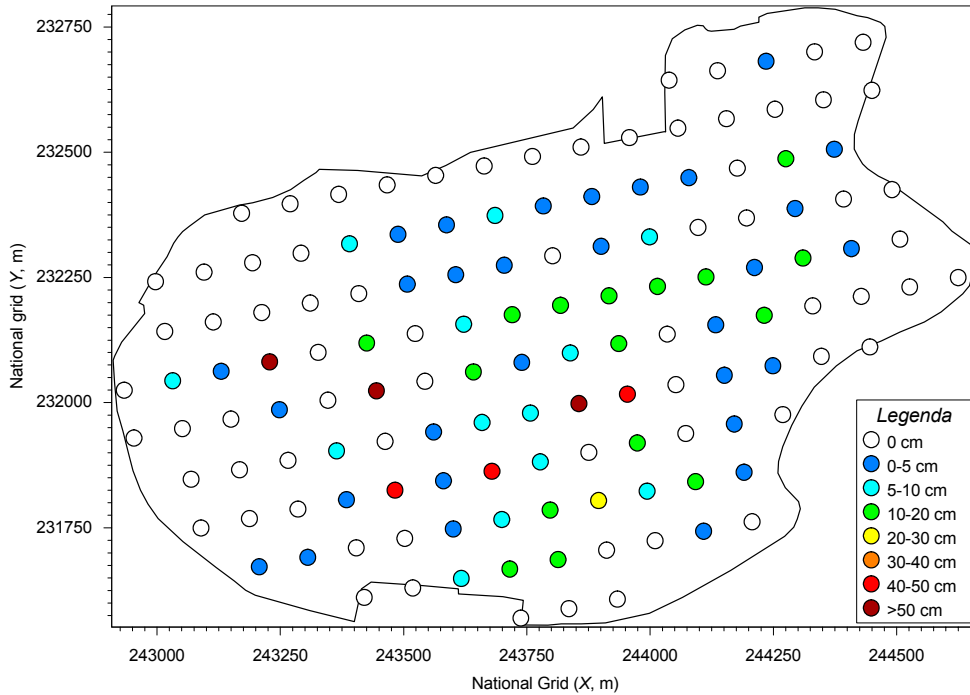 232750
232500
232250
232000
231750
National grid (Y, m)
Legenda
0 cm
0-5 cm
5-10 cm
10-20 cm
20-30 cm
30-40 cm
40-50 cm
>50 cm
243000
243250
243500
243750
244000
244250
244500
National Grid (X, m)